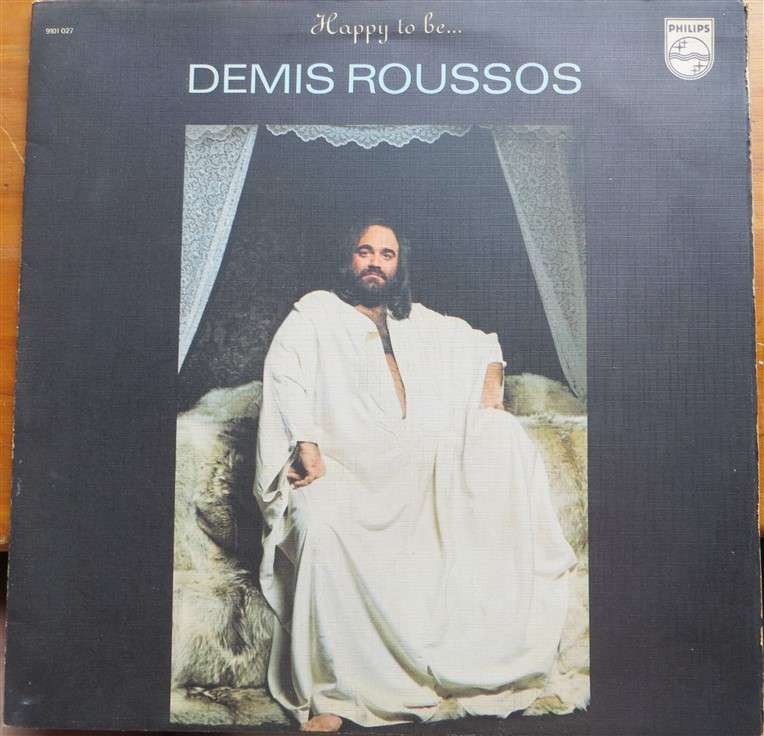 Happy to be...
9101 027
PHILIPS
DEMIS ROUSSOS